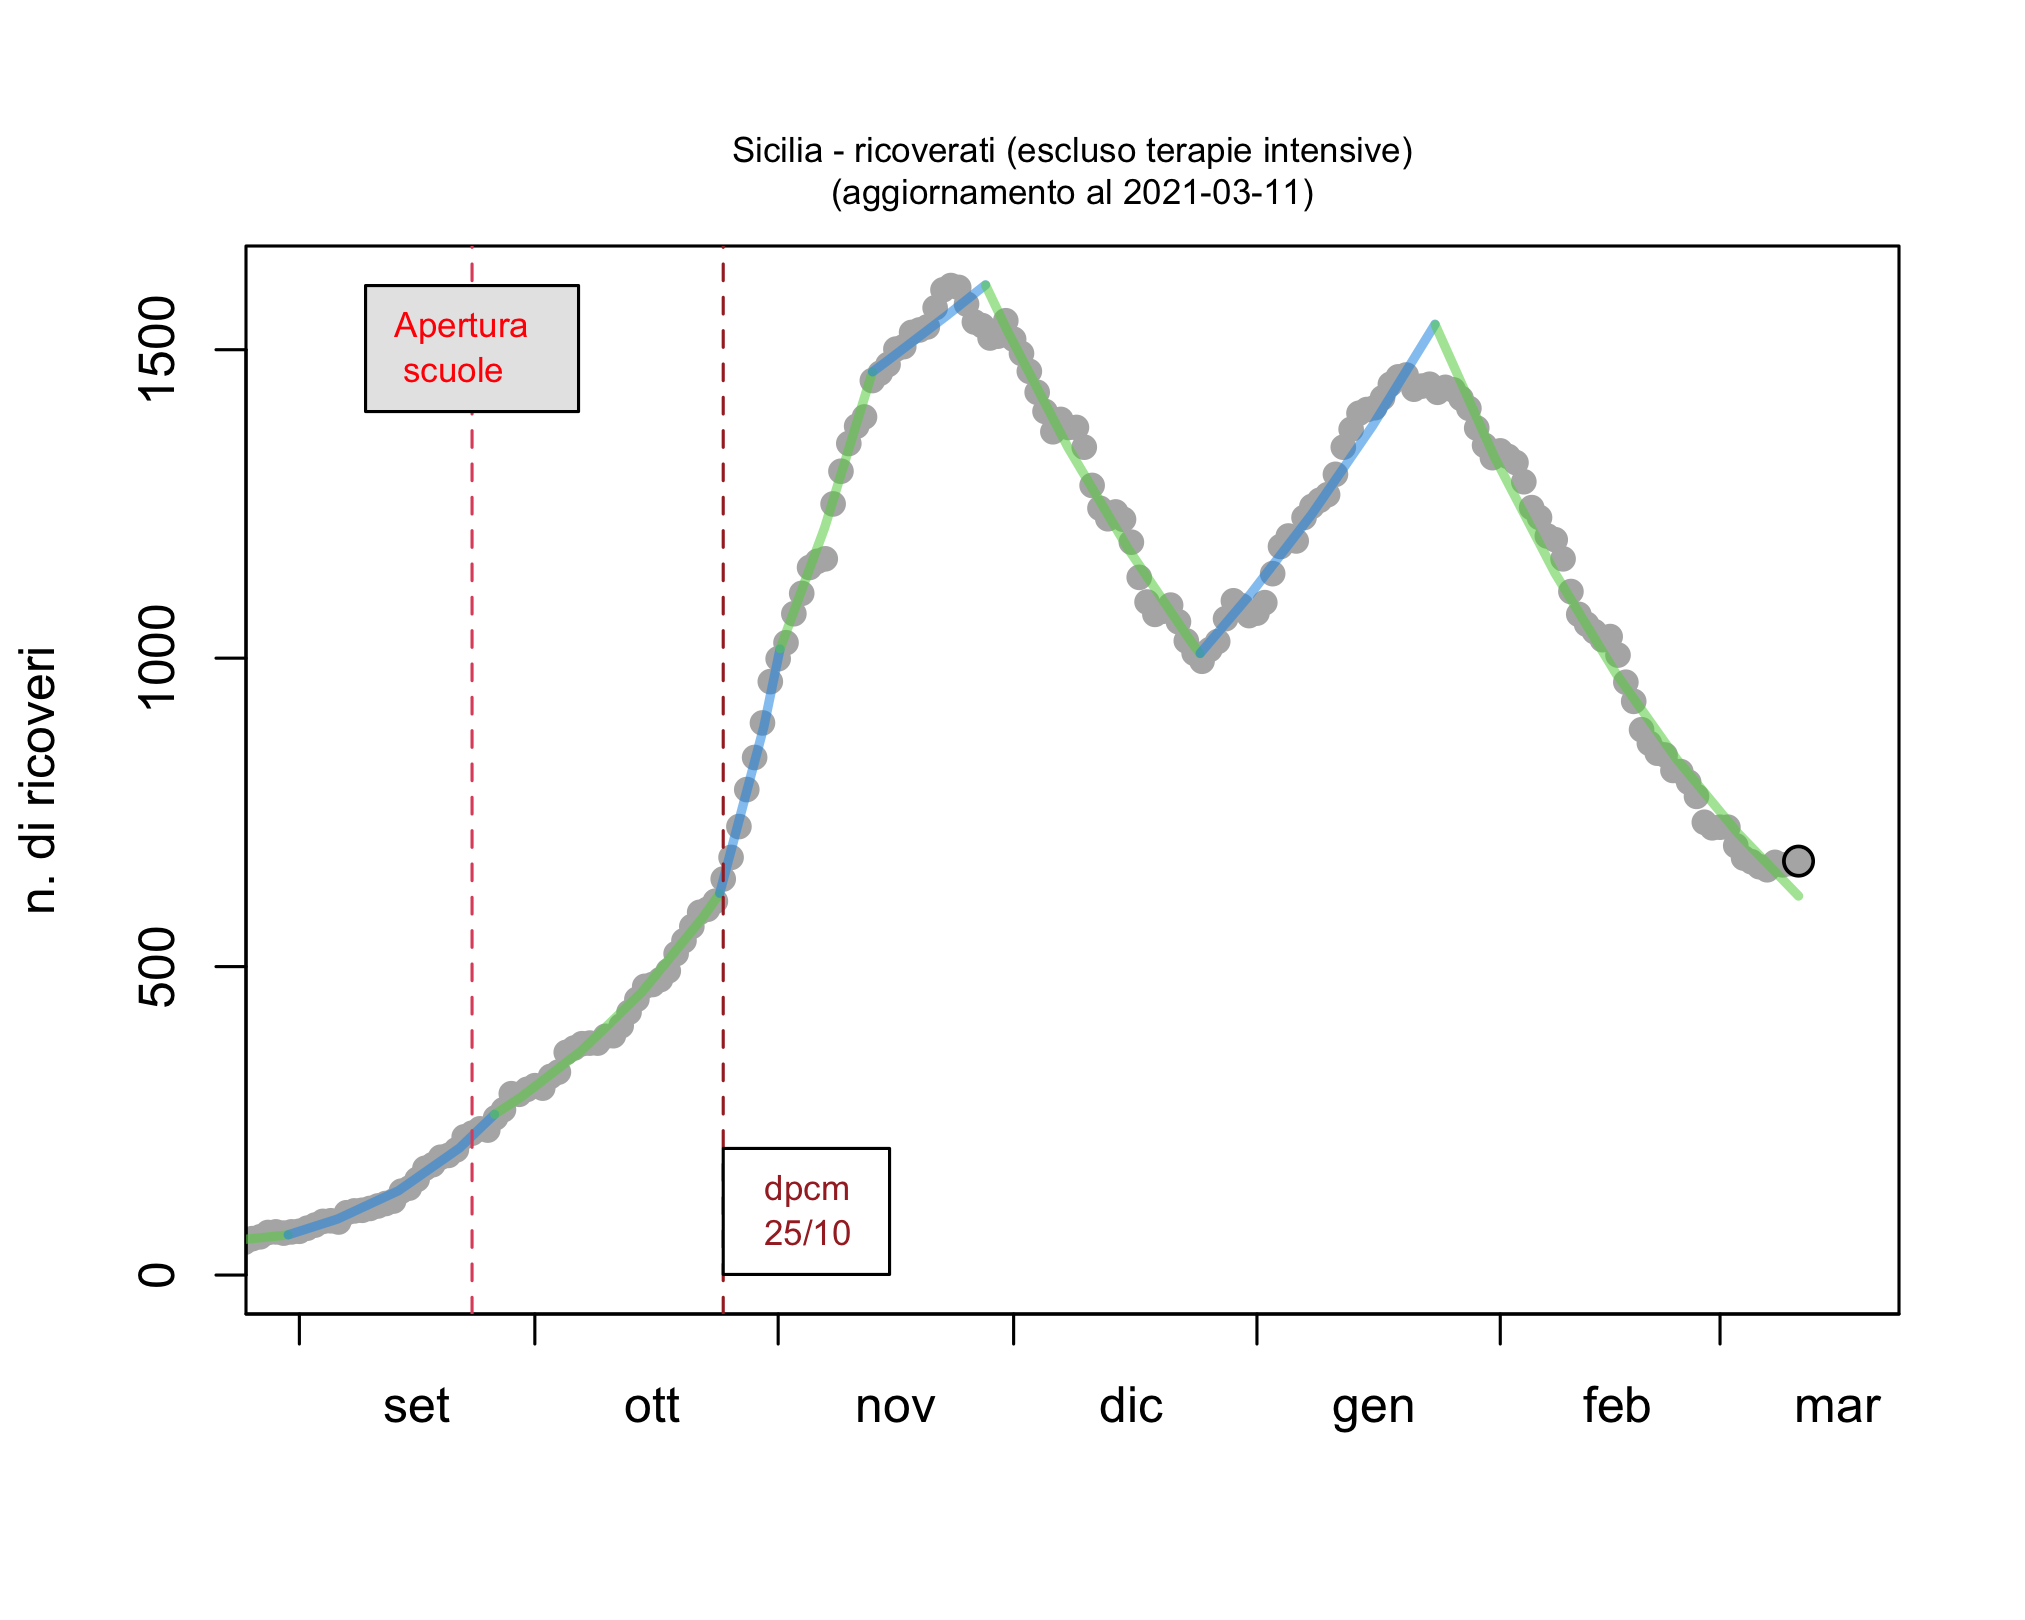 Sicilia - ricoverati (escluso terapie intensive)
(aggiornamento al 2021-03-11)
n. di ricoveri
1500
1000
500
0
Apertura
scuole
dpcm
25/10
set ott nov dic gen feb mar